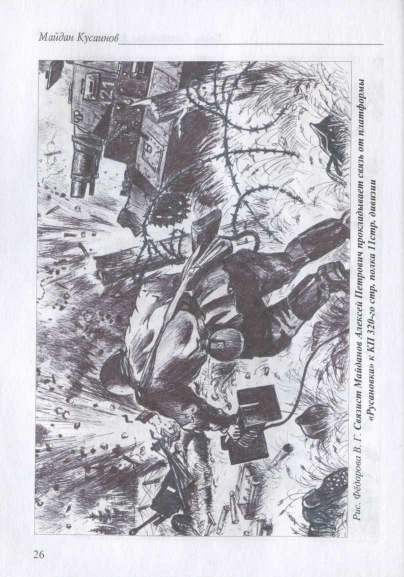 Майдан Кусаинов
Рис. Фёдорова В. Г. Связист Майданов Алексей Петрович прокладывает связь от платформы
«Русановка» к КП 320-го стр. полка 11стр. дивизии
26